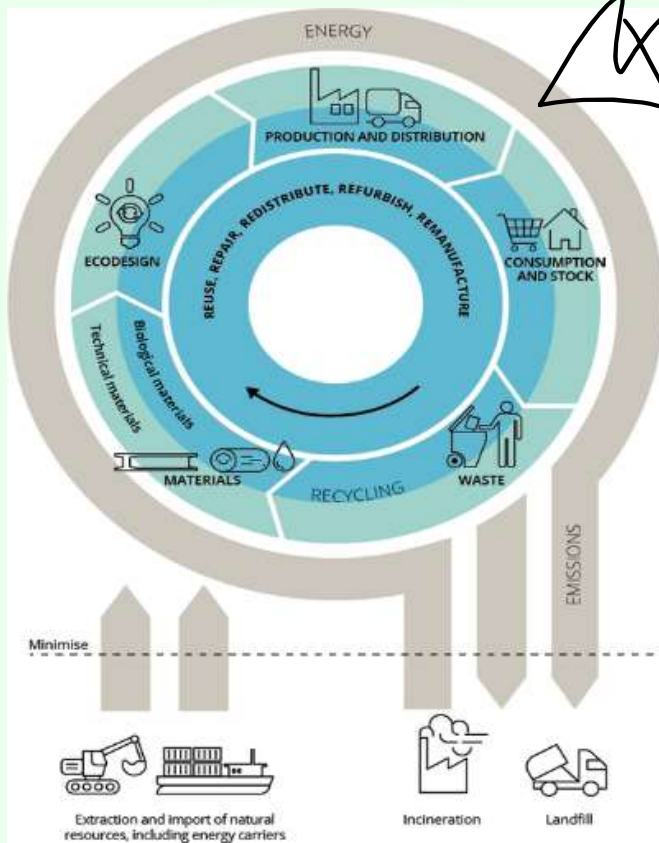 ENERGY
PRODUCTION AND DISTRIBUTION
REUSE, REPAIR, REDISTRIBUTE, REFURBISH, REMANUFACTURE
ECODESIGN
CONSUMPTION
AND STOCK
Technical materials
Biological materials
MATERIALS
RECYCLING
WASTE
EMISSIONS
Minimise
Extraction and import of natural
resources, including energy carriers
Incineration
Landfill